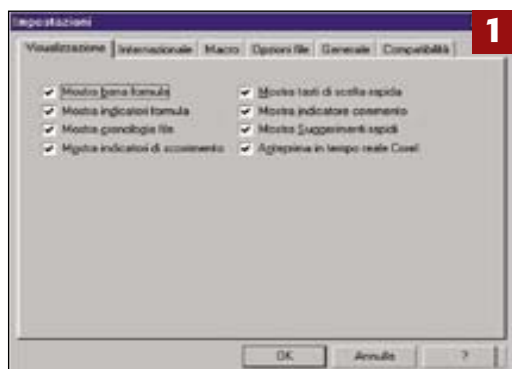 Impostazioni
1
Visualizzazione Internazionale Macro Opzioni file Generale Compatibilità
Mostra barra formula
Mostra indicatori formula
Mostra cronologia file
Mostra indicatori di scorrimento
Mostra tasti di scelta rapida
Mostra indicatore commento
Mostra Suggerimenti rapidi
Anteprima in tempo reale Corel
OK Annulla ?